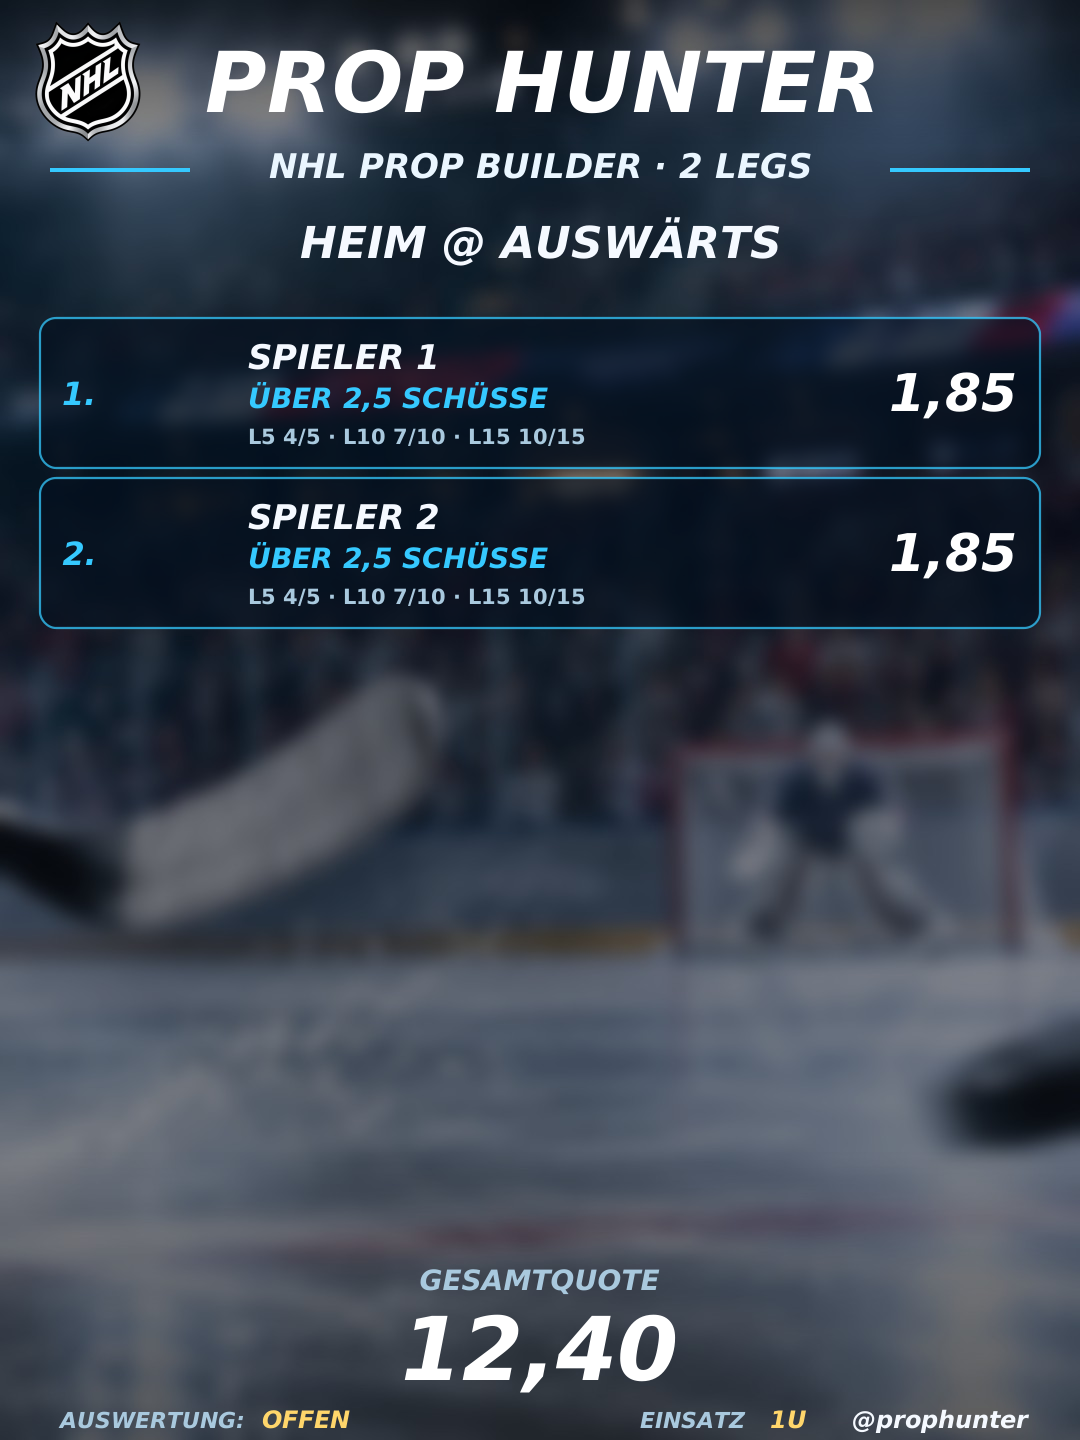 NHL
PROP HUNTER
NHL PROP BUILDER · 2 LEGS
HEIM @ AUSWÄRTS
1.
SPIELER 1
ÜBER 2,5 SCHÜSSE
L5 4/5 · L10 7/10 · L15 10/15
1,85
2.
SPIELER 2
ÜBER 2,5 SCHÜSSE
L5 4/5 · L10 7/10 · L15 10/15
1,85
GESAMTQUOTE
12,40
AUSWERTUNG: OFFEN EINSATZ 1U @prophunter